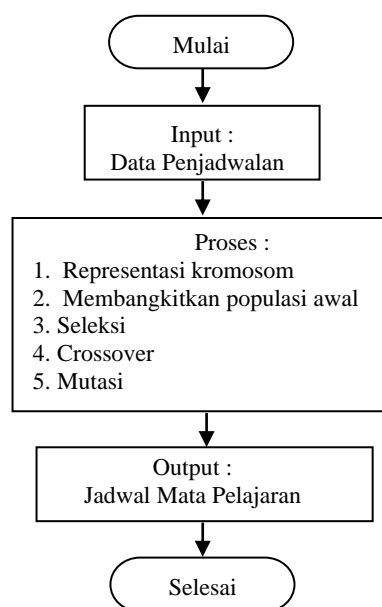 Mulai
Input :
Data Penjadwalan
Proses :
1. Representasi kromosom
2. Membangkitkan populasi awal
3. Seleksi
4. Crossover
5. Mutasi
Output :
Jadwal Mata Pelajaran
Selesai